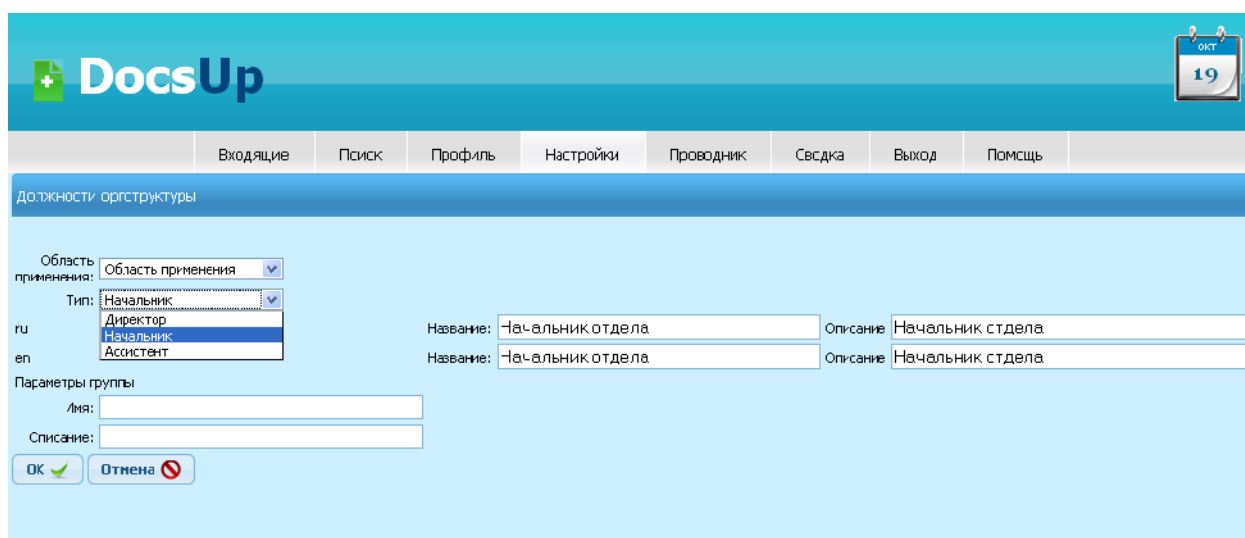 ОКТ
19
DocsUp
Входящие Поиск Профиль Настройки Проводник Сводка Выход Помощь
Должности оргструктуры
Область применения: Область применения
Тип: Начальник
Директор
Начальник
Ассистент
ru Название: Начальник отдела Описание Начальник отдела
en Название: Начальник отдела Описание Начальник отдела
Параметры группы
Имя:
Описание:
ОК Отмена